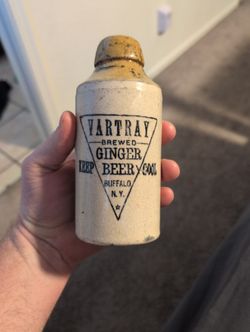 VARTRAY
BREWED
GINGER
KEEP BEER COOL
BUFFALO
N.Y.